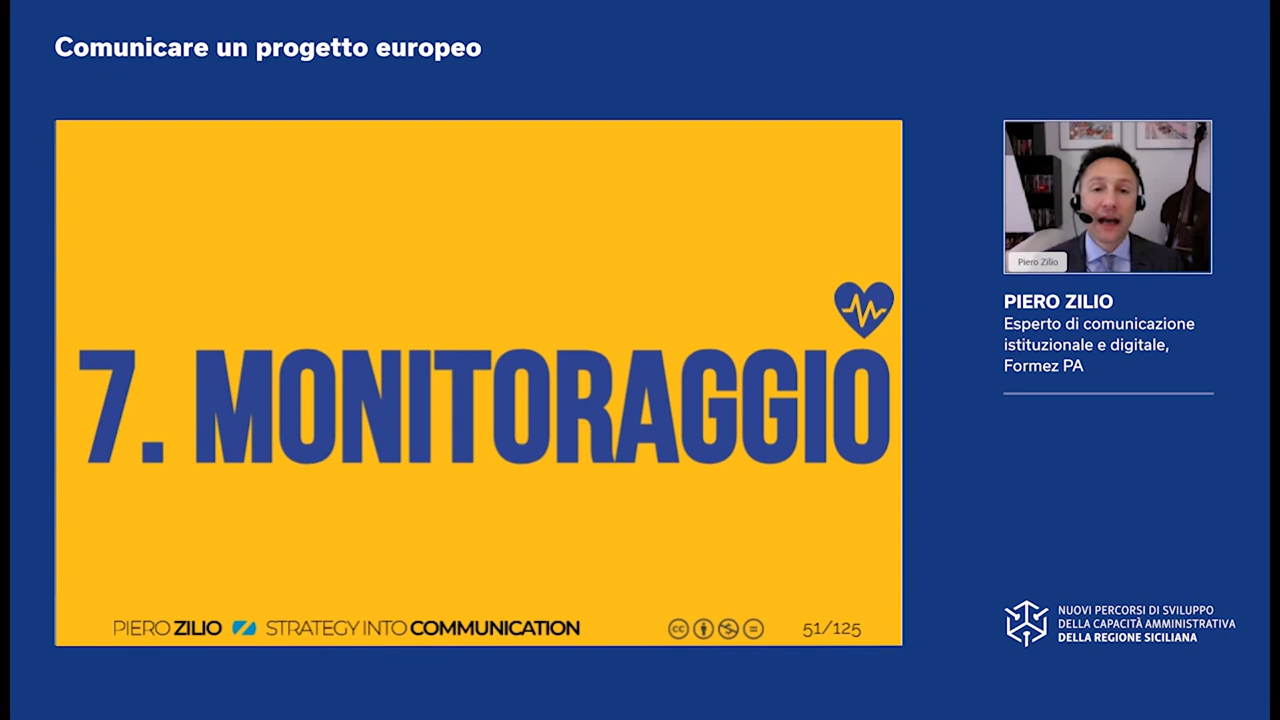 Comunicare un progetto europeo
7. MONITORAGGIO
PIERO ZILIO STRATEGY INTO COMMUNICATION
cc
51/125
Piero Zilio
PIERO ZILIO
Esperto di comunicazione
istituzionale e digitale,
Formez PA
NUOVI PERCORSI DI SVILUPPO
DELLA CAPACITÀ AMMINISTRATIVA
DELLA REGIONE SICILIANA